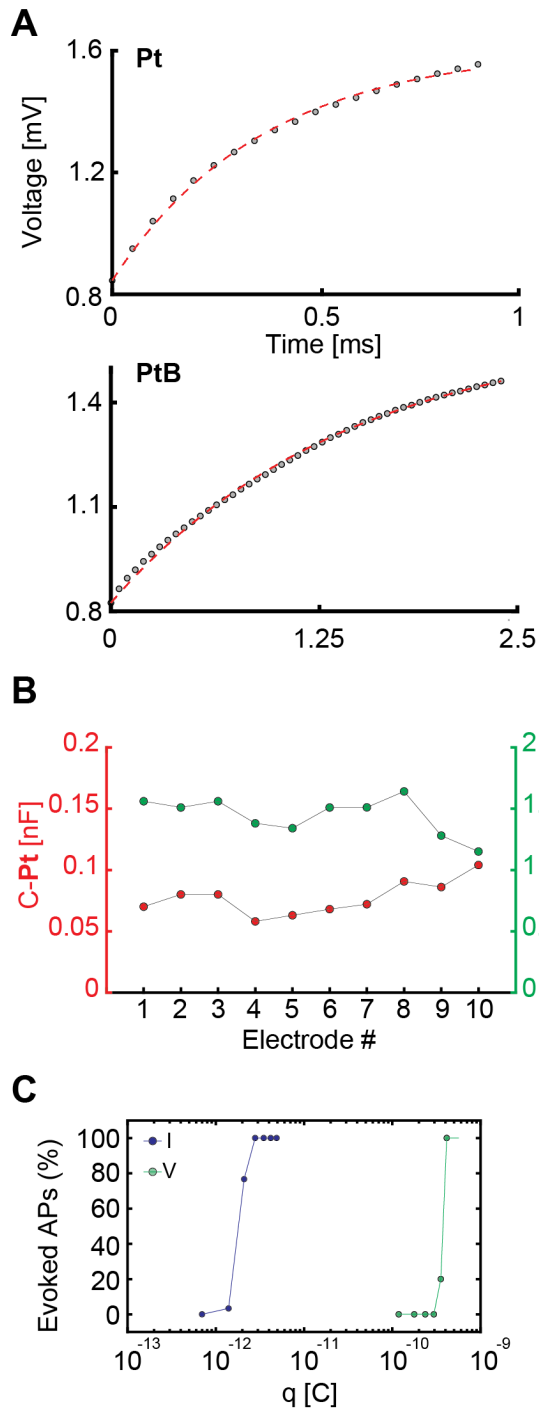 A
Pt
Voltage [mV]
1.6
1.2
0.8
0
0.5
1
Time [ms]
PtB
1.4
1.1
0.8
0
1.25
2.5
B
C-Pt [nF]
0.2
0.15
0.1
0.05
0
2
1
1
0
0
1 2 3 4 5 6 7 8 9 10
Electrode #
C
Evoked APs (%)
I
V
100
80
60
40
20
0
10⁻¹³ 10⁻¹² 10⁻¹¹ 10⁻¹⁰ 10⁻⁹
q [C]